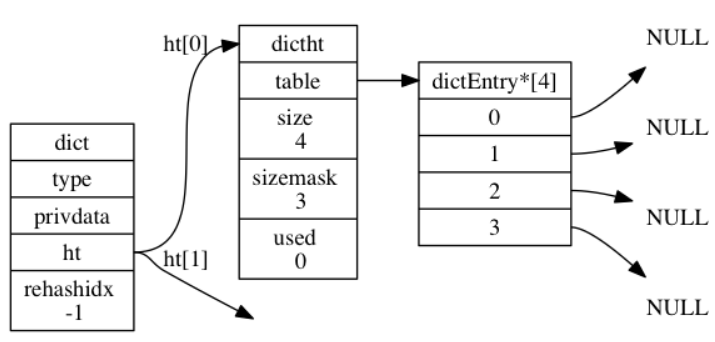 dict
type
privdata
ht
rehashidx
-1
ht[0]
ht[1]
dictht
table
size
4
sizemask
3
used
0
dictEntry*[4]
0
1
2
3
NULL
NULL
NULL
NULL